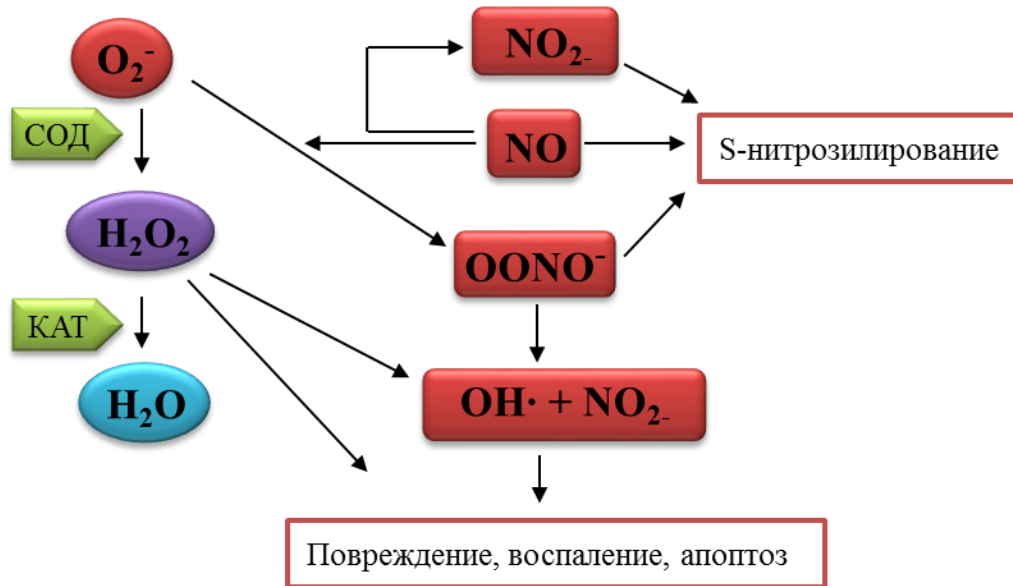 O₂⁻
NO₂₋
СОД
NO
S-нитрозилирование
H₂O₂
OONO⁻
КАТ
H₂O
OH· + NO₂₋
Повреждение, воспаление, апоптоз